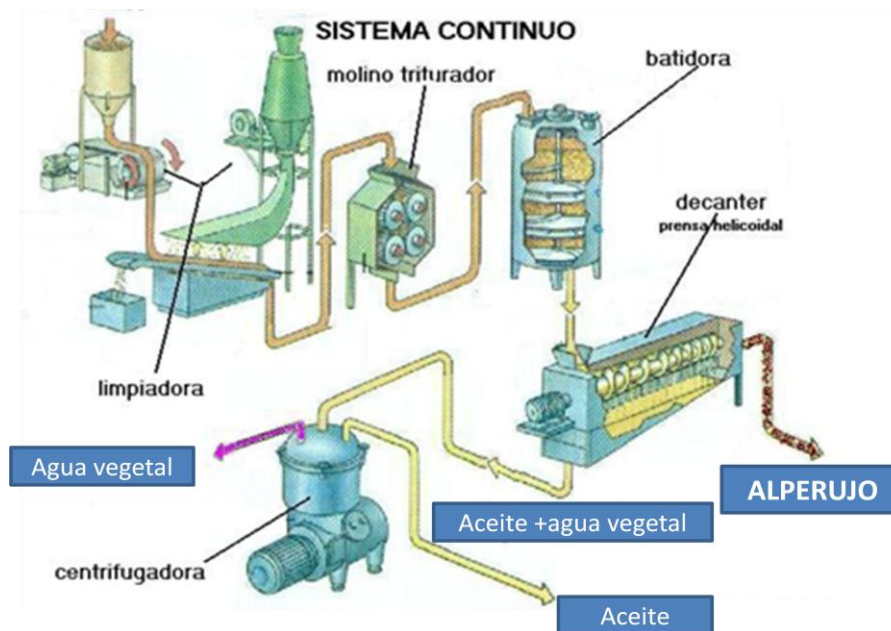 SISTEMA CONTINUO
molino triturador
batidora
decanter
prensa helicoidal
limpiadora
Agua vegetal
ALPERUJO
Aceite +agua vegetal
centrifugadora
Aceite